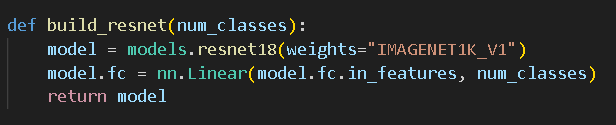 def build_resnet(num_classes):
    model = models.resnet18(weights="IMAGENET1K_V1")
    model.fc = nn.Linear(model.fc.in_features, num_classes)
    return model